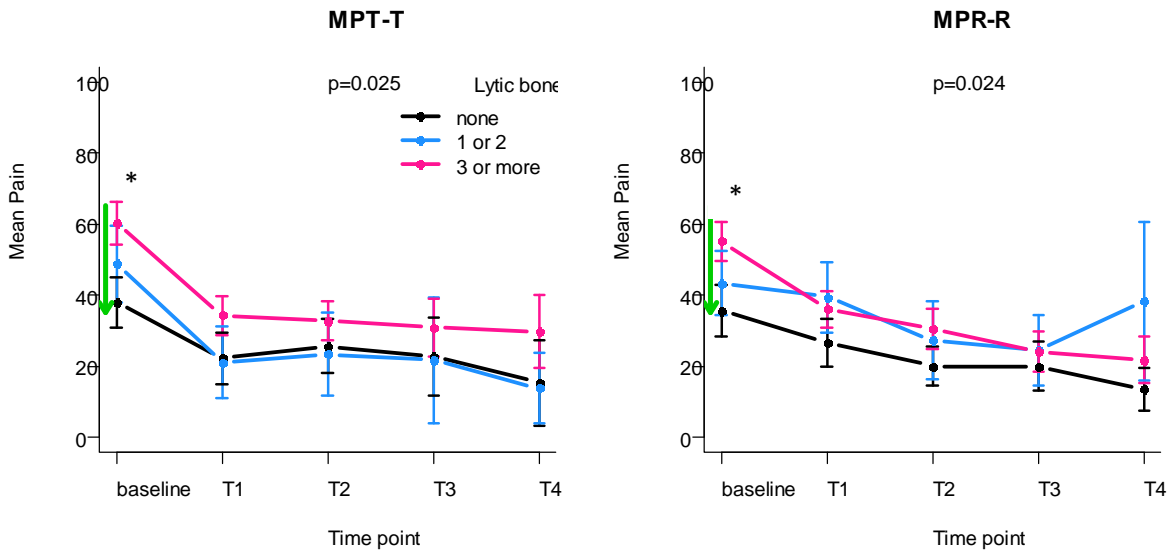 MPT-T
100
80
60
40
20
0
Mean Pain
p=0.025
Lytic bone
none
1 or 2
3 or more
*
baseline T1 T2 T3 T4
Time point
MPR-R
100
80
60
40
20
0
Mean Pain
p=0.024
*
baseline T1 T2 T3 T4
Time point